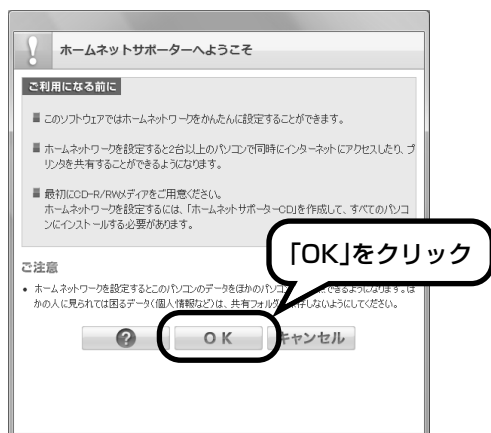 ホームネットサポーターへようこそ
ご利用になる前に
このソフトウェアではホームネットワークをかんたんに設定することができます。
ホームネットワークを設定すると2台以上のパソコンで同時にインターネットにアクセスしたり、プ
リンタを共有することができるようになります。
最初にCD-R/RWメディアをご用意ください。
ホームネットワークを設定するには、「ホームネットサポーターCD」を作成して、すべてのパソコ
ンにインストールする必要があります。
「OK」をクリック
ご注意
• ホームネットワークを設定するとこのパソコンのデータをほかのパソコ できるようになります。ほ
かの人に見られては困るデータ(個人情報など)は、共有フォルダ 存しないようにしてください。
?
OK
キャンセル